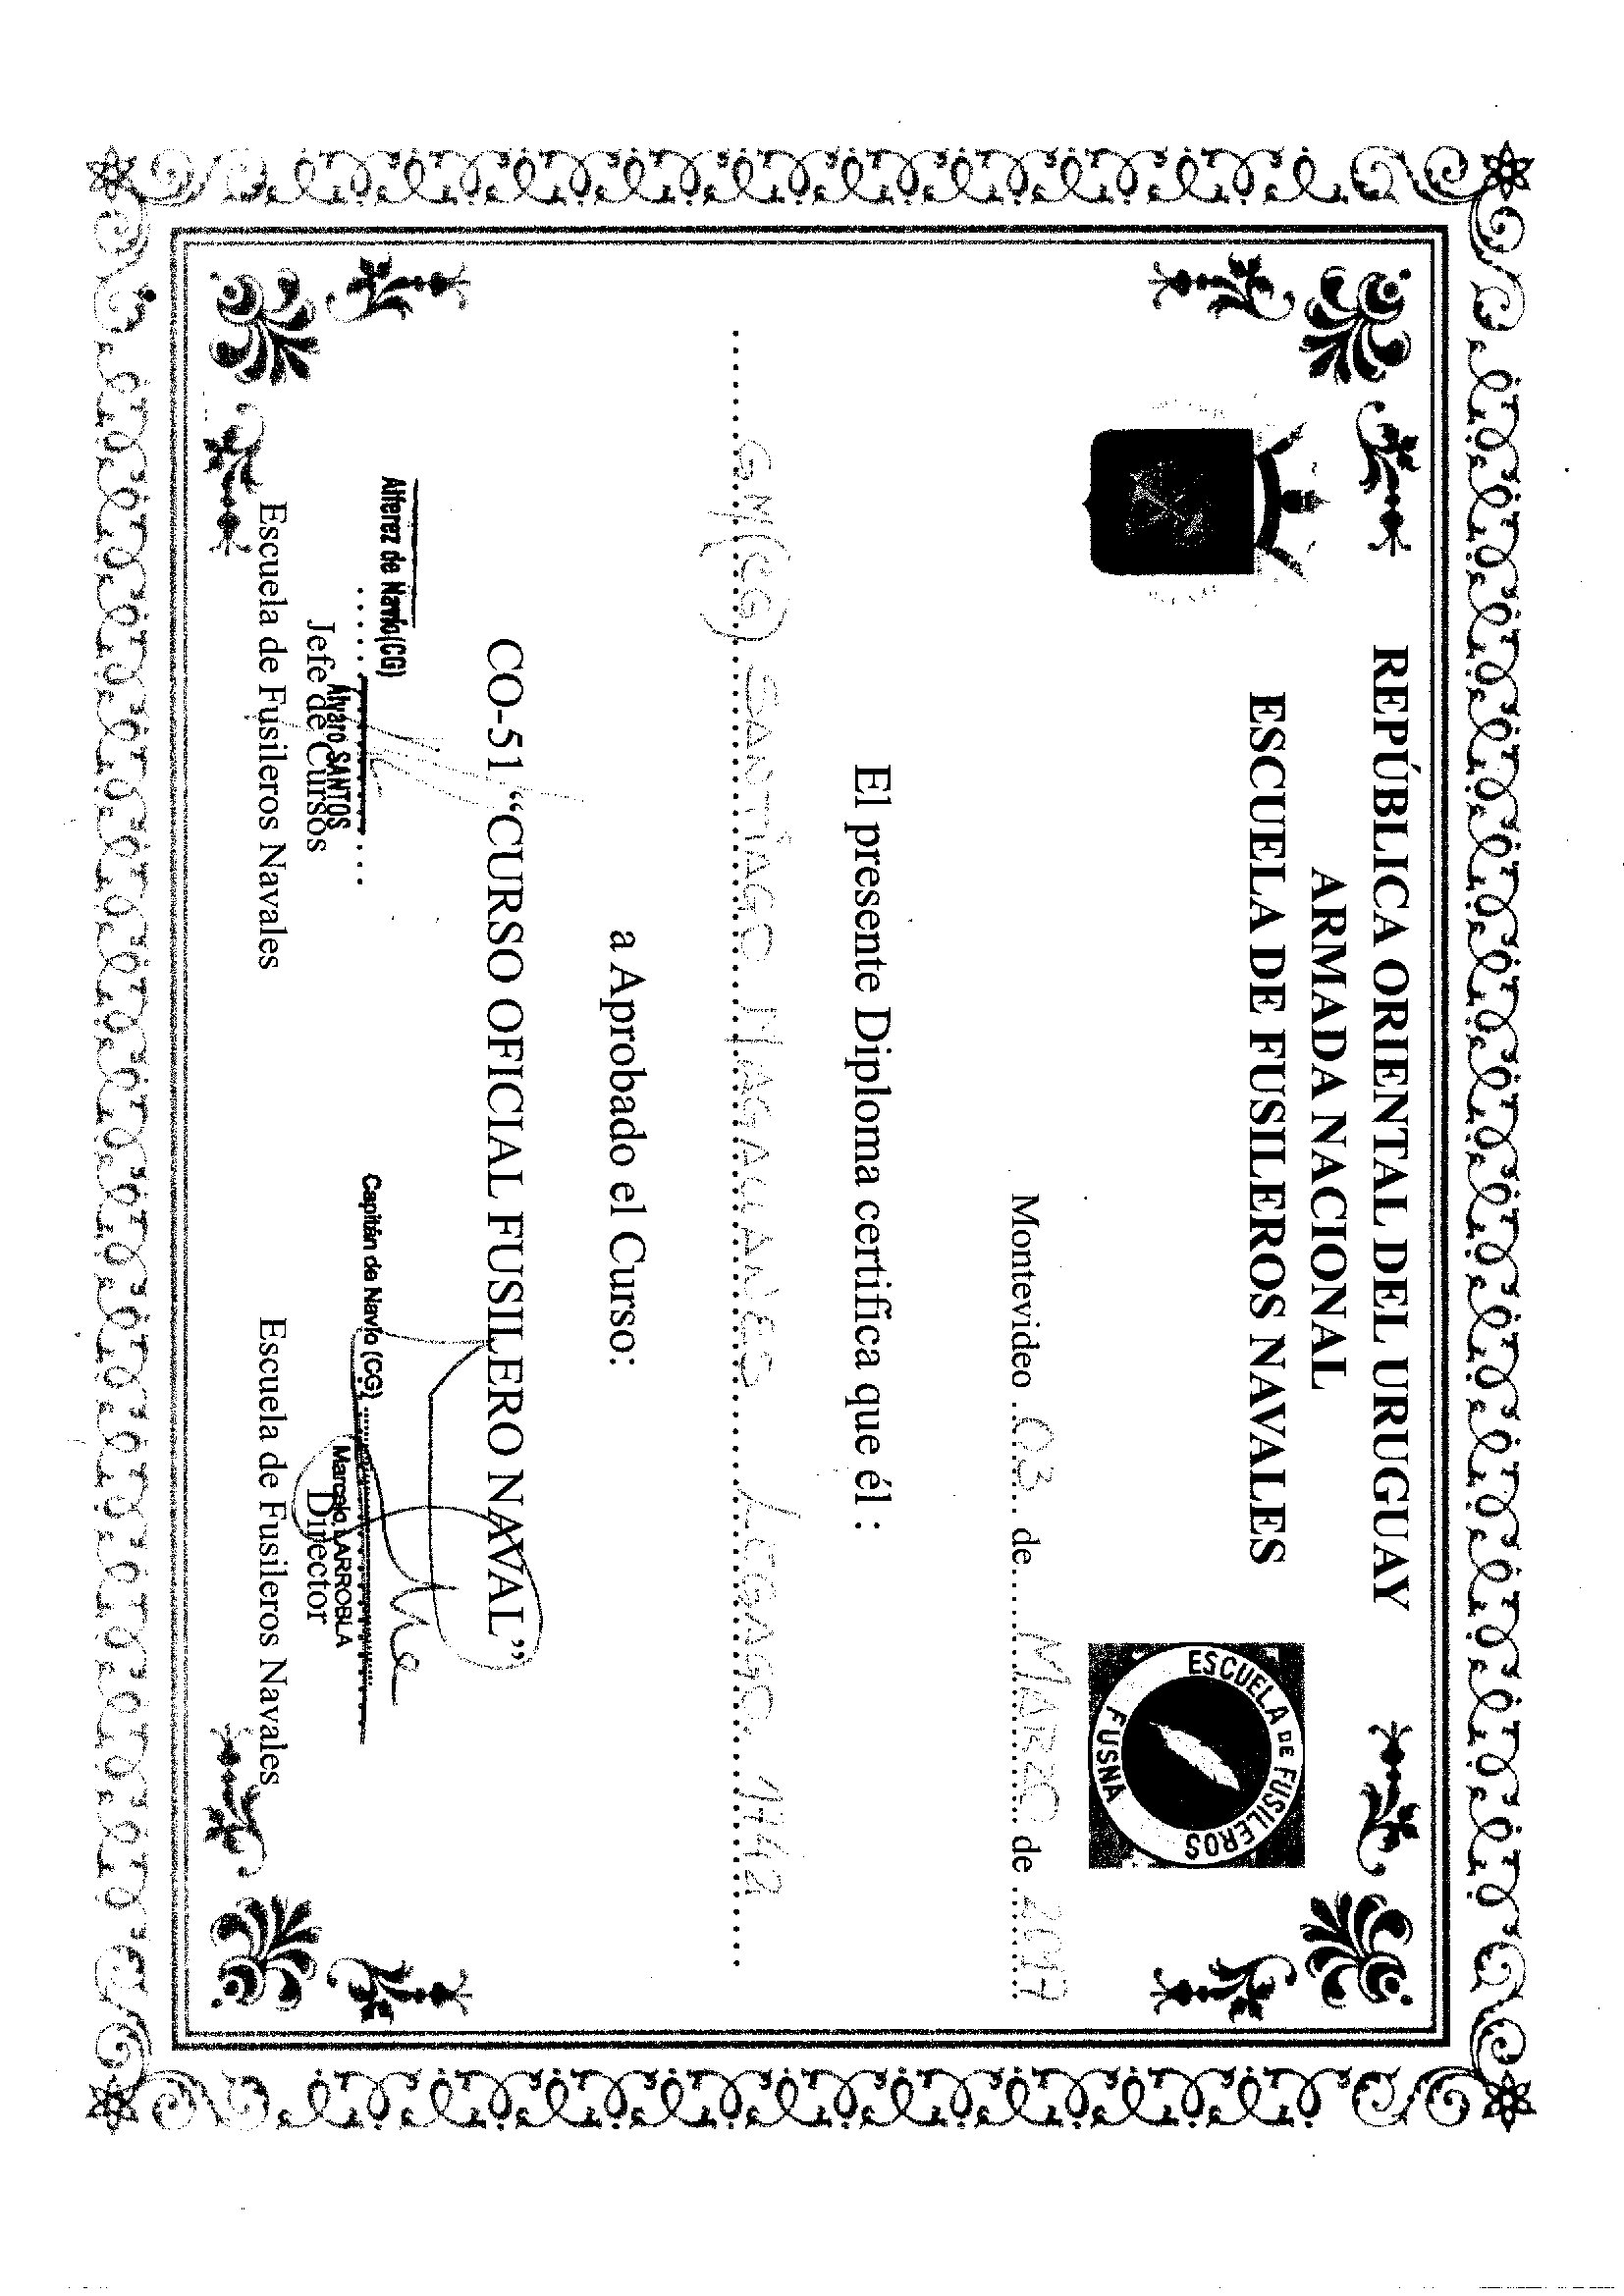 REPÚBLICA ORIENTAL DEL URUGUAY
ARMADA NACIONAL
ESCUELA DE FUSILEROS NAVALES
ESCUELA DE FUSILEROS
FUSNA
Montevideo 03 de MARZO de 2017
El presente Diploma certifica que él :
GM(CG) SANTIAGO MAGALLANES LEGAGO. 1742
a Aprobado el Curso:
CO-51 “CURSO OFICIAL FUSILERO NAVAL”
Alferez de Navío(CG)
Alvaro SANTOS
Jefe de Cursos
Escuela de Fusileros Navales
Capitán de Navío (CG)
Marcelo LARROBLA
Director
Escuela de Fusileros Navales